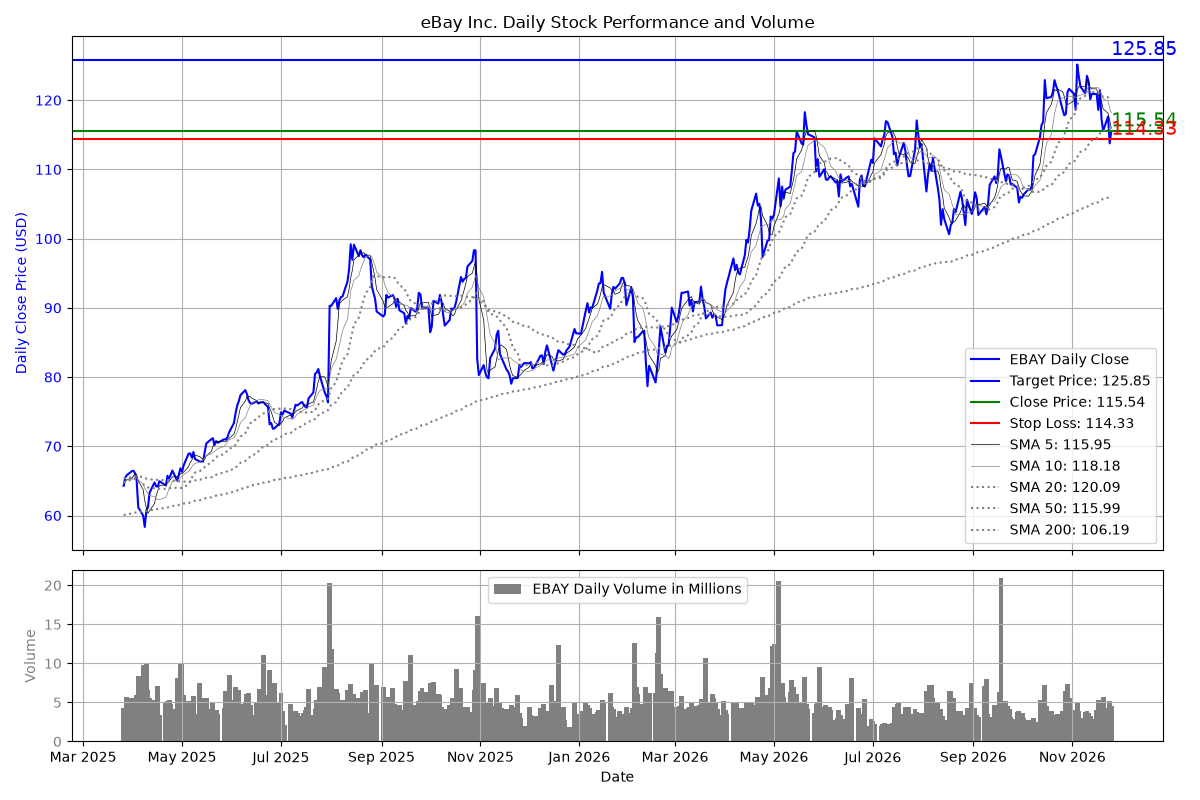 eBay Inc. Daily Stock Performance and Volume
125.85
115.54
114.33
Daily Close Price (USD)
120
110
100
90
80
70
60
EBAY Daily Close
Target Price: 125.85
Close Price: 115.54
Stop Loss: 114.33
SMA 5: 115.95
SMA 10: 118.18
SMA 20: 120.09
SMA 50: 115.99
SMA 200: 106.19
EBAY Daily Volume in Millions
Volume
20
15
10
5
0
Mar 2025 May 2025 Jul 2025 Sep 2025 Nov 2025 Jan 2026 Mar 2026 May 2026 Jul 2026 Sep 2026 Nov 2026
Date